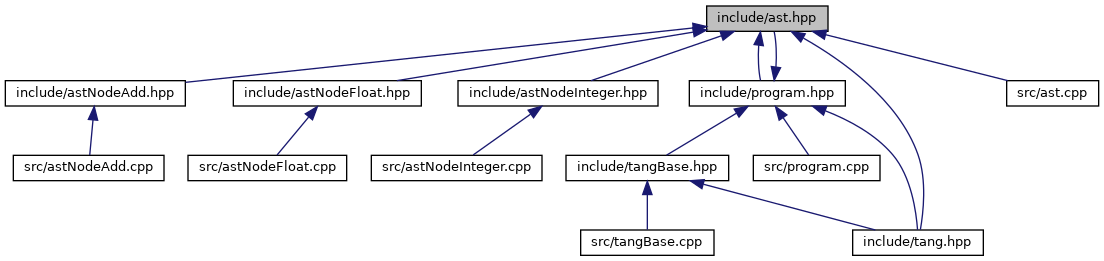 include/ast.hpp
include/astNodeAdd.hpp
include/astNodeFloat.hpp
include/astNodeInteger.hpp
include/program.hpp
src/ast.cpp
src/astNodeAdd.cpp
src/astNodeFloat.cpp
src/astNodeInteger.cpp
include/tangBase.hpp
src/program.cpp
src/tangBase.cpp
include/tang.hpp